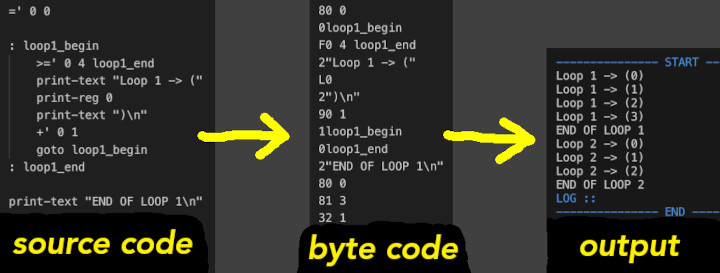 =' 0 0
: loop1_begin
>=' 0 4 loop1_end
print-text "Loop 1 -> ("
print-reg 0
print-text ")\n"
+' 0 1
goto loop1_begin
: loop1_end
print-text "END OF LOOP 1\n"
source code
80 0
0loop1_begin
F0 4 loop1_end
2"Loop 1 -> ("
L0
2")\n"
90 1
1loop1_begin
0loop1_end
2"END OF LOOP 1\n"
80 0
81 3
32 1
byte code
--------------- START --
Loop 1 -> (0)
Loop 1 -> (1)
Loop 1 -> (2)
Loop 1 -> (3)
END OF LOOP 1
Loop 2 -> (0)
Loop 2 -> (1)
Loop 2 -> (2)
END OF LOOP 2
LOG ::
--------------- END ---
output